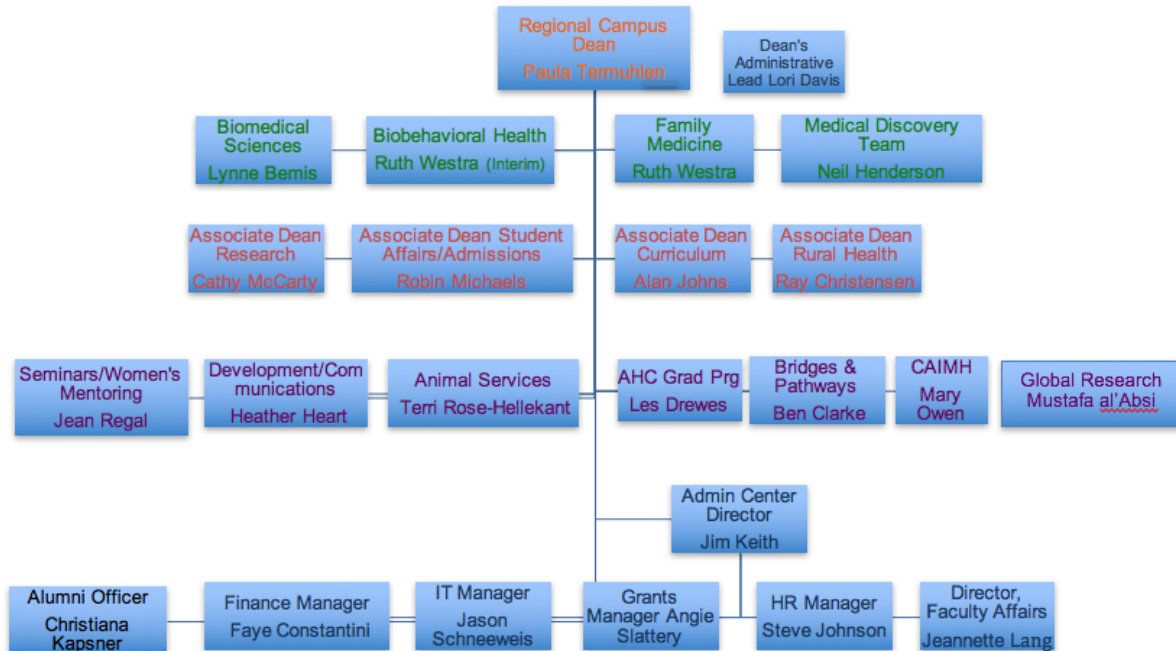 Regional Campus
Dean
Paula Termuhlen
Dean's
Administrative
Lead Lori Davis
Biomedical
Sciences
Lynne Bemis
Biobehavioral Health
Ruth Westra (Interim)
Family
Medicine
Ruth Westra
Medical Discovery
Team
Neil Henderson
Associate Dean
Research
Cathy McCarty
Associate Dean Student
Affairs/Admissions
Robin Michaels
Associate Dean
Curriculum
Alan Johns
Associate Dean
Rural Health
Ray Christensen
Seminars/Women's
Mentoring
Jean Regal
Development/Com
munications
Heather Heart
Animal Services
Terri Rose-Hellekant
AHC Grad Prg
Les Drewes
Bridges &
Pathways
Ben Clarke
CAIMH
Mary
Owen
Global Research
Mustafa al'Absi
Admin Center
Director
Jim Keith
Alumni Officer
Christiana
Kapsner
Finance Manager
Faye Constantini
IT Manager
Jason
Schneeweis
Grants
Manager Angie
Slattery
HR Manager
Steve Johnson
Director,
Faculty Affairs
Jeannette Lang